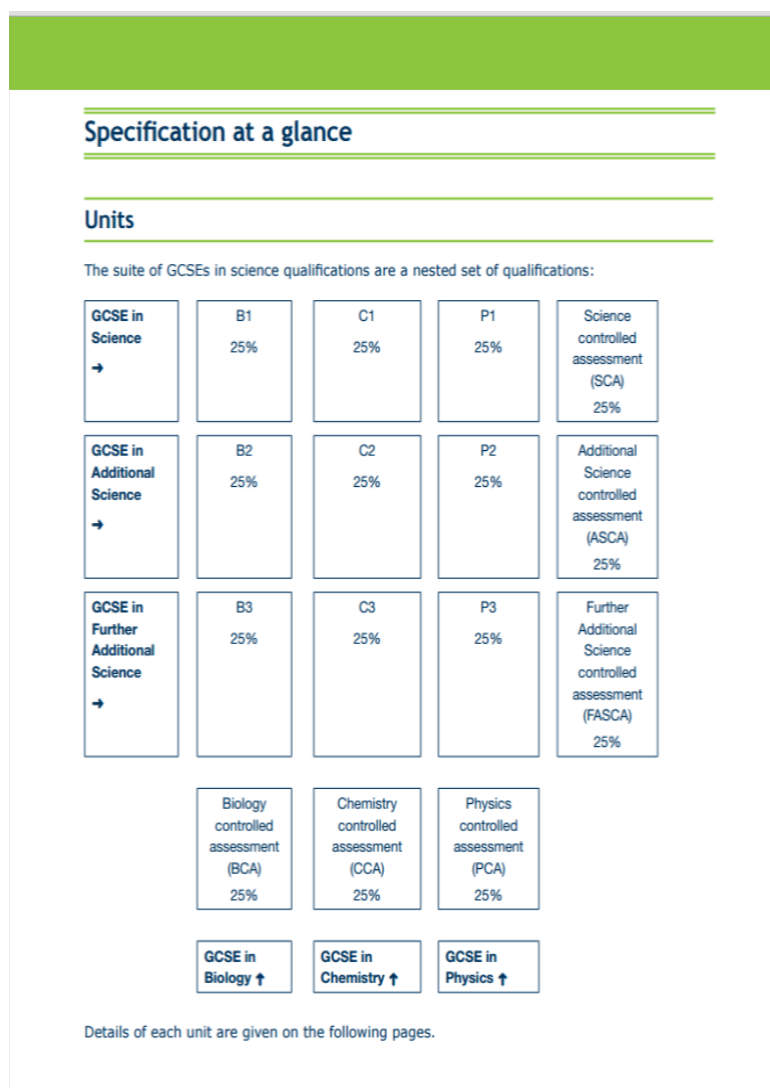 Specification at a glance
Units
The suite of GCSEs in science qualifications are a nested set of qualifications:
GCSE in
Science
➔
B1
25%
C1
25%
P1
25%
Science
controlled
assessment
(SCA)
25%
GCSE in
Additional
Science
➔
B2
25%
C2
25%
P2
25%
Additional
Science
controlled
assessment
(ASCA)
25%
GCSE in
Further
Additional
Science
➔
B3
25%
C3
25%
P3
25%
Further
Additional
Science
controlled
assessment
(FASCA)
25%
Biology
controlled
assessment
(BCA)
25%
Chemistry
controlled
assessment
(CCA)
25%
Physics
controlled
assessment
(PCA)
25%
GCSE in
Biology ↑
GCSE in
Chemistry ↑
GCSE in
Physics ↑
Details of each unit are given on the following pages.